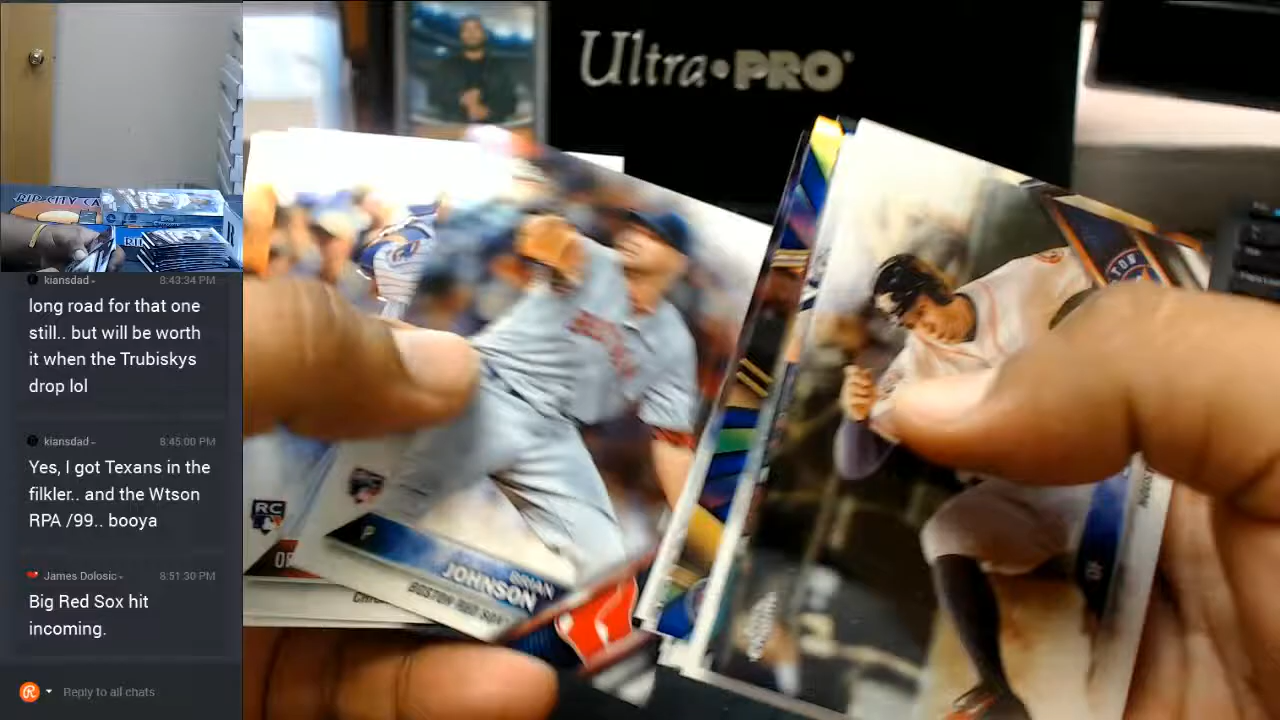 Ultra•PRO
RIP CITY CA
kiansdad
8:43:34 PM
long road for that one
still.. but will be worth
it when the Trubiskys
drop lol
kiansdad
8:45:00 PM
Yes, I got Texans in the
filkler.. and the Wtson
RPA /99.. booya
James Dolosic
8:51:30 PM
Big Red Sox hit
incoming.
Reply to all chats
RC
P
BRIAN
JOHNSON
BOSTON RED SOX